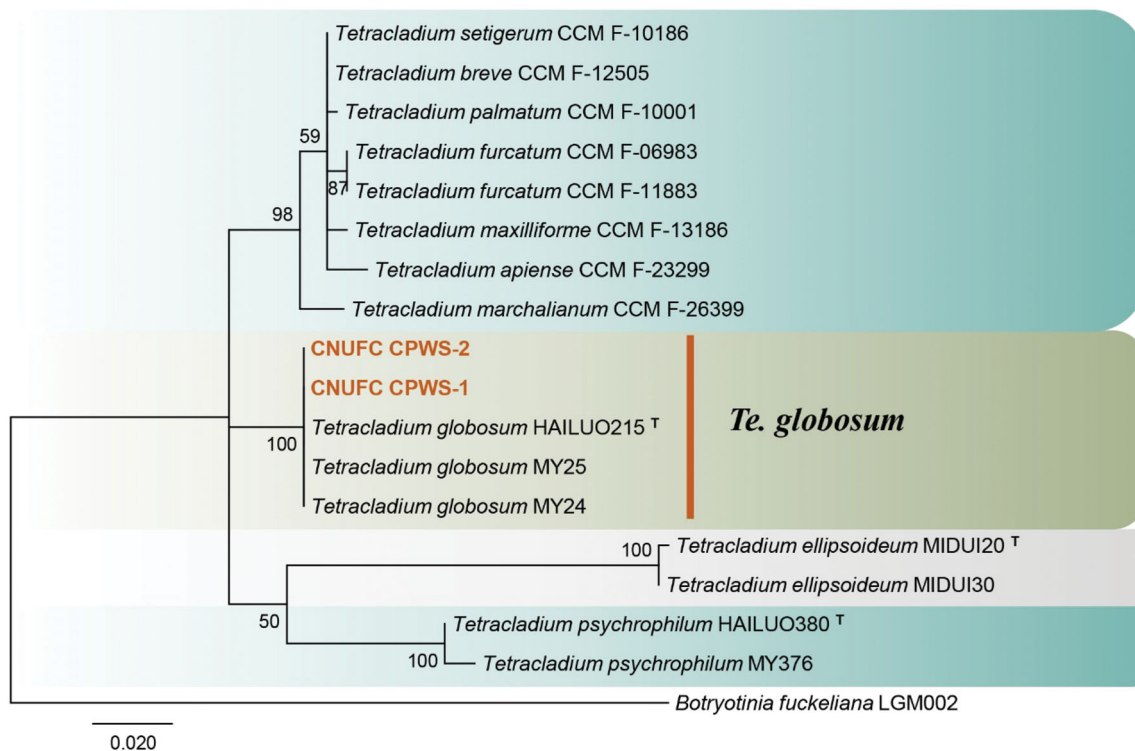 Tetracladium setigerum CCM F-10186
Tetracladium breve CCM F-12505
Tetracladium palmatum CCM F-10001
59
Tetracladium furcatum CCM F-06983
87
Tetracladium furcatum CCM F-11883
98
Tetracladium maxilliforme CCM F-13186
Tetracladium apiense CCM F-23299
Tetracladium marchalianum CCM F-26399
CNUFC CPWS-2
CNUFC CPWS-1
Tetracladium globosum HAILUO215 T
Te. globosum
100
Tetracladium globosum MY25
Tetracladium globosum MY24
100
Tetracladium ellipsoideum MIDUI20 T
Tetracladium ellipsoideum MIDUI30
50
Tetracladium psychrophilum HAILUO380 T
100
Tetracladium psychrophilum MY376
Botryotinia fuckeliana LGM002
0.020